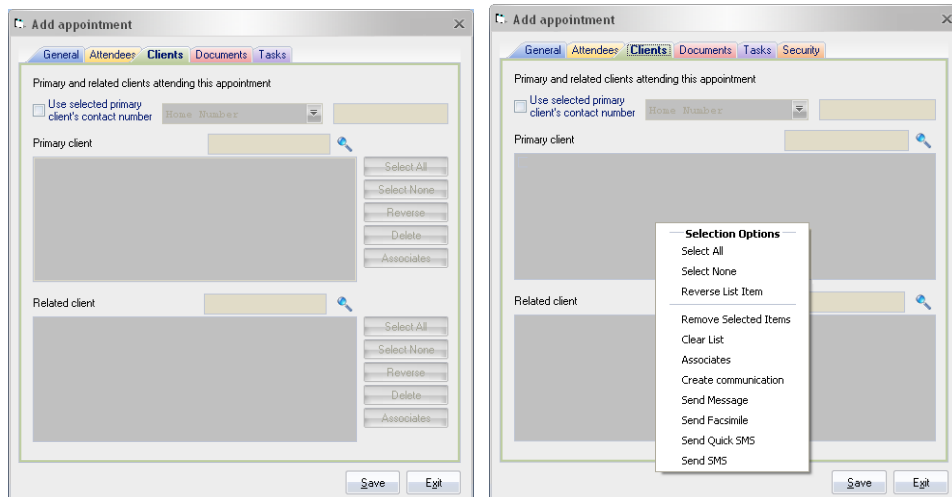 Add appointment
General Attendees Clients Documents Tasks
Primary and related clients attending this appointment
Use selected primary
client's contact number
Home Number
Primary client
Select All
Select None
Reverse
Delete
Associates
Related client
Select All
Select None
Reverse
Delete
Associates
Save Exit
Add appointment
General Attendees Clients Documents Tasks Security
Primary and related clients attending this appointment
Use selected primary
client's contact number
Home Number
Primary client
Selection Options
Select All
Select None
Reverse List Item
Remove Selected Items
Clear List
Associates
Create communication
Send Message
Send Facsimile
Send Quick SMS
Send SMS
Related client
Save Exit